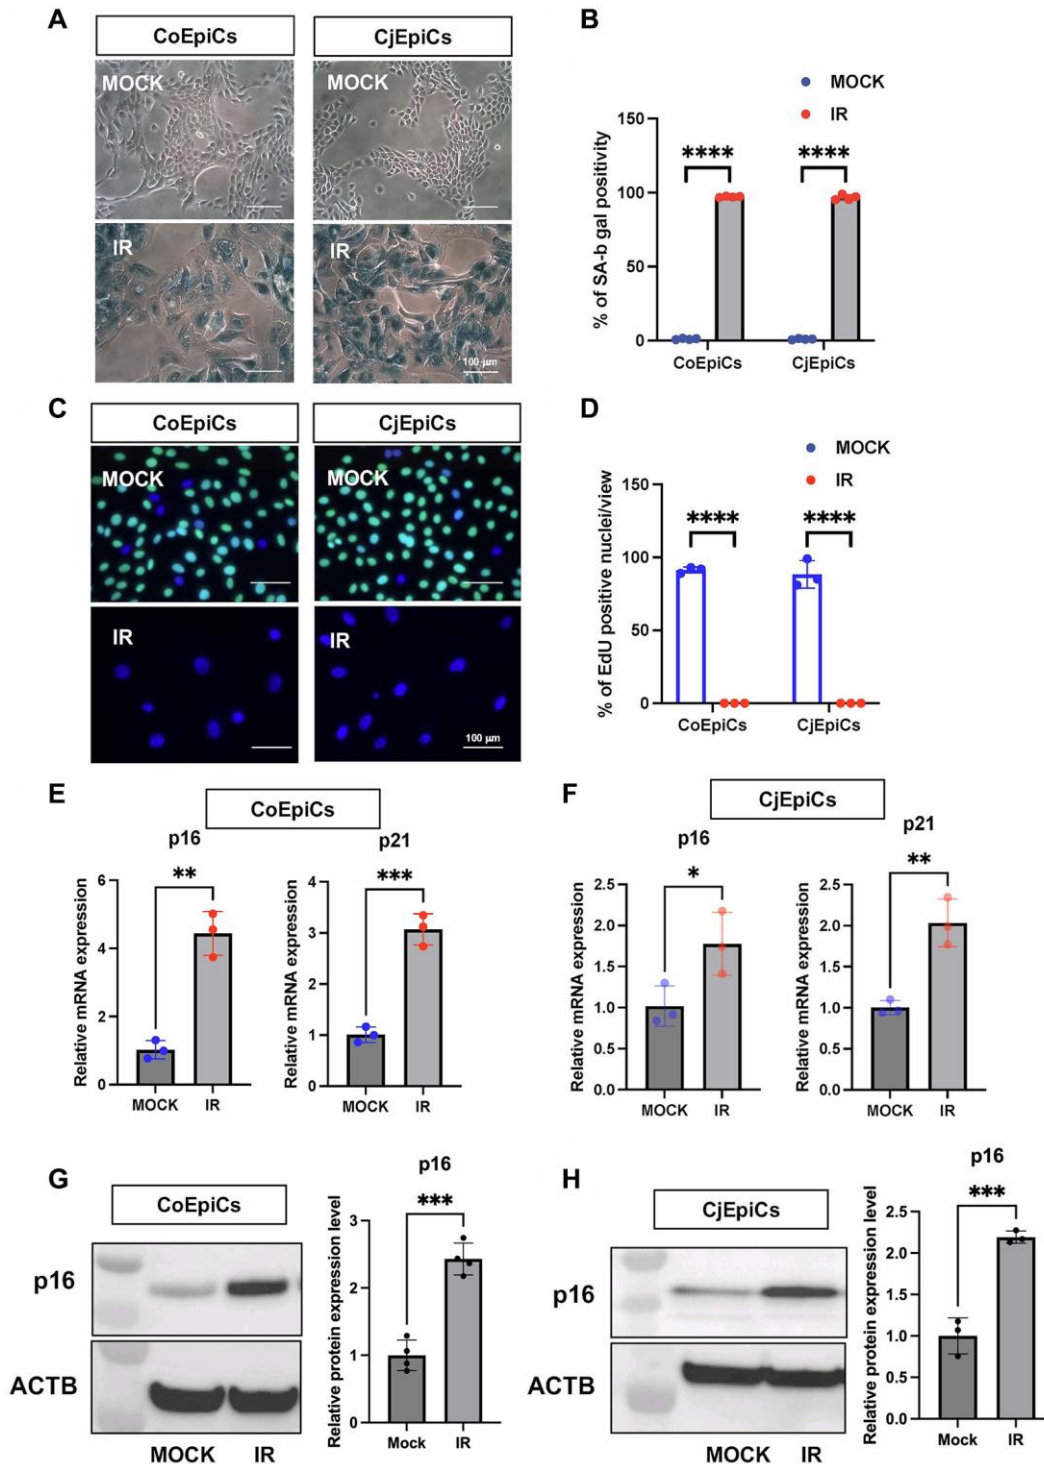 A
CoEpiCs
CjEpiCs
MOCK
MOCK
IR
IR
100 µm
B
MOCK
IR
% of SA-b gal positivity
150
100
50
0
****
****
CoEpiCs
CjEpiCs
C
CoEpiCs
CjEpiCs
MOCK
MOCK
IR
IR
100 µm
D
MOCK
IR
% of EdU positive nuclei/view
150
100
50
0
****
****
CoEpiCs
CjEpiCs
E
CoEpiCs
p16
**
Relative mRNA expression
6
4
2
0
MOCK
IR
p21
***
Relative mRNA expression
4
3
2
1
0
MOCK
IR
F
CjEpiCs
p16
*
Relative mRNA expression
2.5
2.0
1.5
1.0
0.5
0.0
MOCK
IR
p21
**
Relative mRNA expression
2.5
2.0
1.5
1.0
0.5
0.0
MOCK
IR
G
CoEpiCs
p16
ACTB
MOCK
IR
p16
***
Relative protein expression level
3
2
1
0
Mock
IR
H
CjEpiCs
p16
ACTB
MOCK
IR
p16
***
Relative protein expression level
2.5
2.0
1.5
1.0
0.5
0.0
Mock
IR